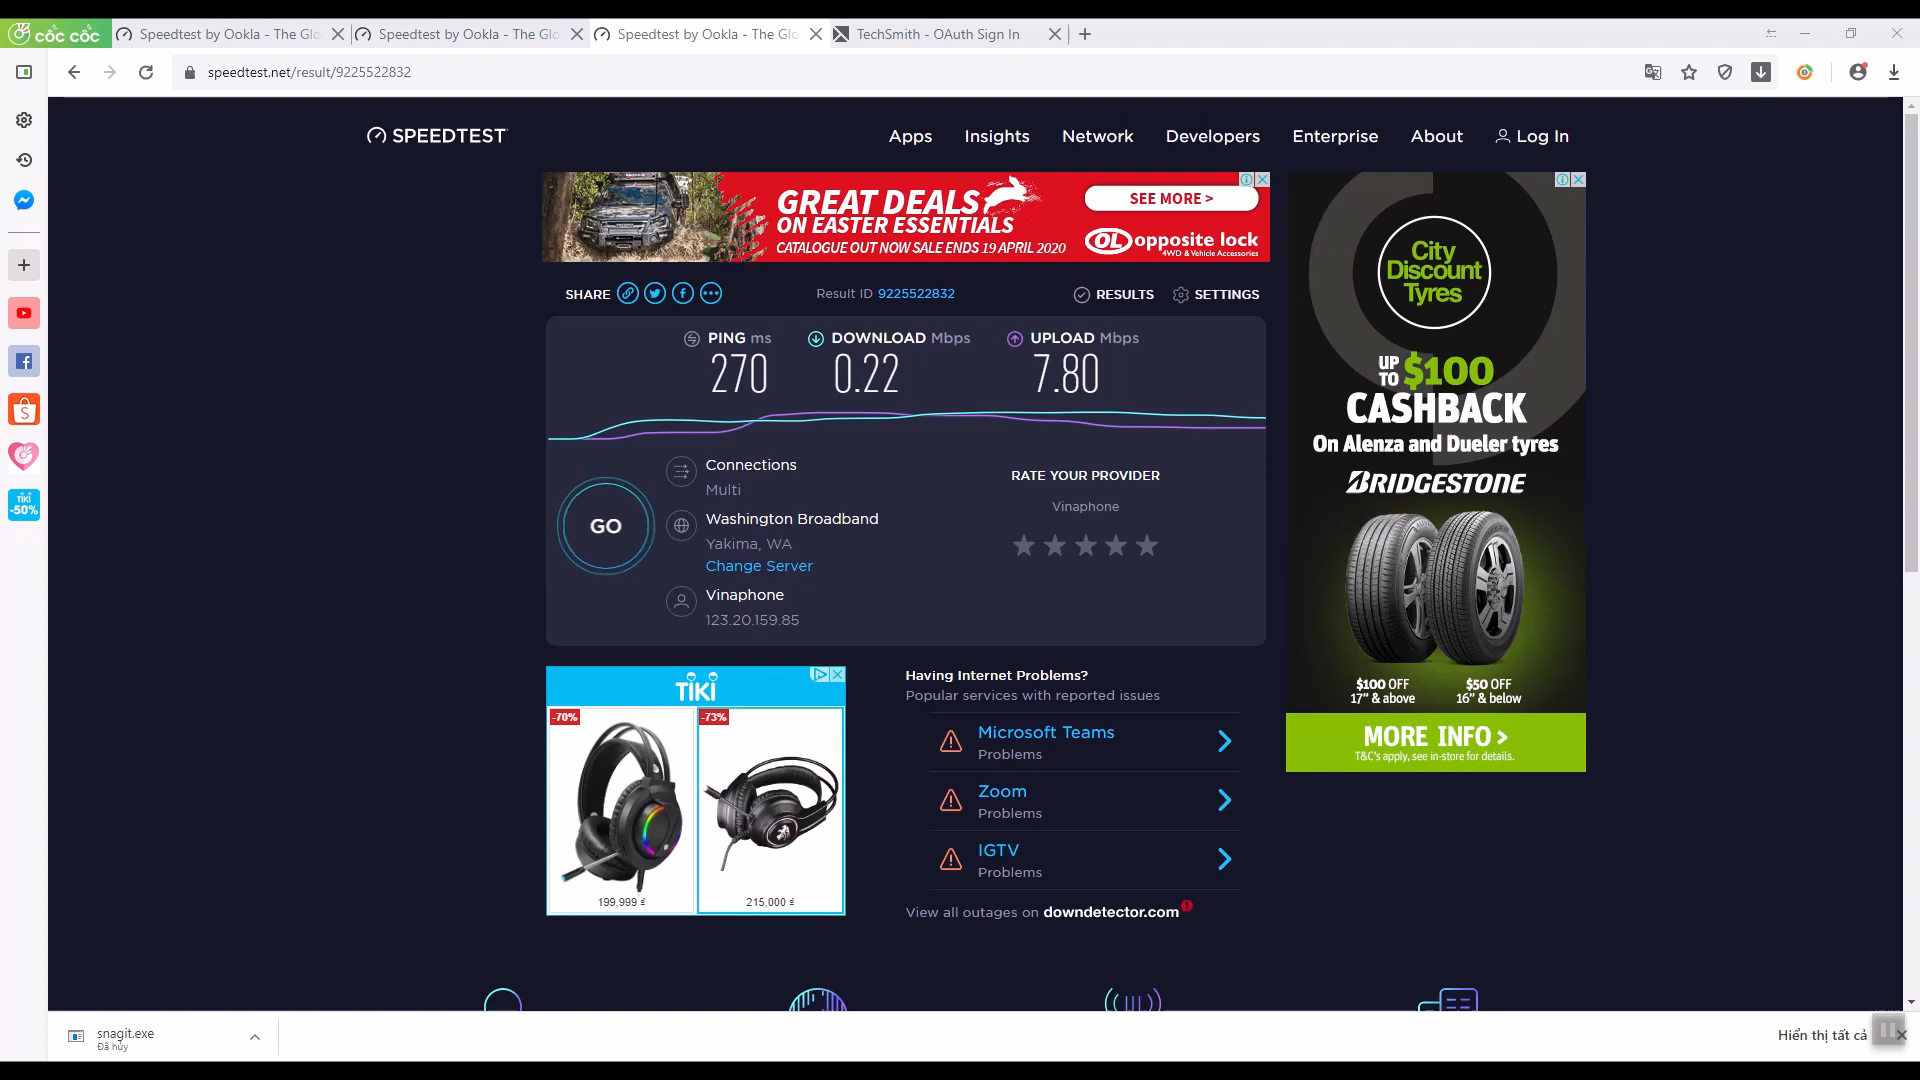 cốc cốc
Speedtest by Ookla - The Glo
Speedtest by Ookla - The Glo
Speedtest by Ookla - The Glo
TechSmith - OAuth Sign In
speedtest.net/result/9225522832
SPEEDTEST
Apps Insights Network Developers Enterprise About Log In
GREAT DEALS
ON EASTER ESSENTIALS
CATALOGUE OUT NOW SALE ENDS 19 APRIL 2020
SEE MORE >
OL opposite lock
4WD & Vehicle Accessories
SHARE
Result ID 9225522832
RESULTS SETTINGS
PING ms DOWNLOAD Mbps UPLOAD Mbps
270 0.22 7.80
GO
Connections
Multi
Washington Broadband
Yakima, WA
Change Server
Vinaphone
123.20.159.85
RATE YOUR PROVIDER
Vinaphone
City
Discount
Tyres
UP TO $100
CASHBACK
On Alenza and Dueler tyres
BRIDGESTONE
$100 OFF
17” & above
$50 OFF
16” & below
MORE INFO >
T&C's apply, see in-store for details.
TIKI
-50%
TIKI
-70%
-73%
199,999 ₫
215,000 ₫
Having Internet Problems?
Popular services with reported issues
Microsoft Teams
Problems
Zoom
Problems
IGTV
Problems
View all outages on downdetector.com
snagit.exe
Đã hủy
Hiển thị tất cả